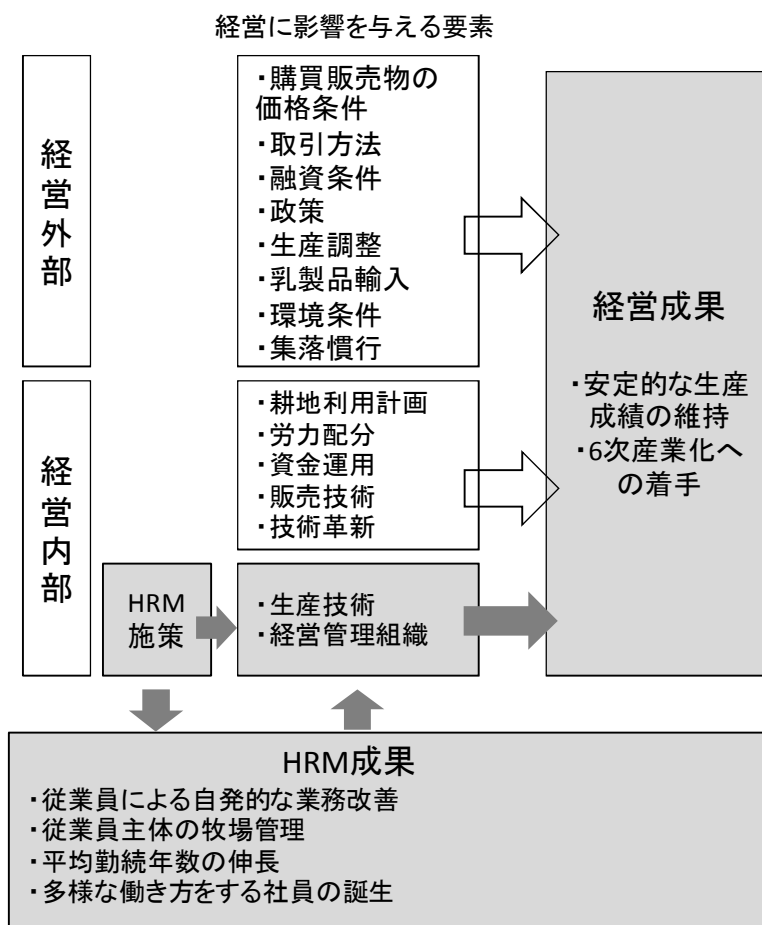 経営に影響を与える要素
経営外部
・購買販売物の
価格条件
・取引方法
・融資条件
・政策
・生産調整
・乳製品輸入
・環境条件
・集落慣行
経営内部
・耕地利用計画
・労力配分
・資金運用
・販売技術
・技術革新
HRM
施策
・生産技術
・経営管理組織
経営成果
・安定的な生産
成績の維持
・6次産業化へ
の着手
HRM成果
・従業員による自発的な業務改善
・従業員主体の牧場管理
・平均勤続年数の伸長
・多様な働き方をする社員の誕生